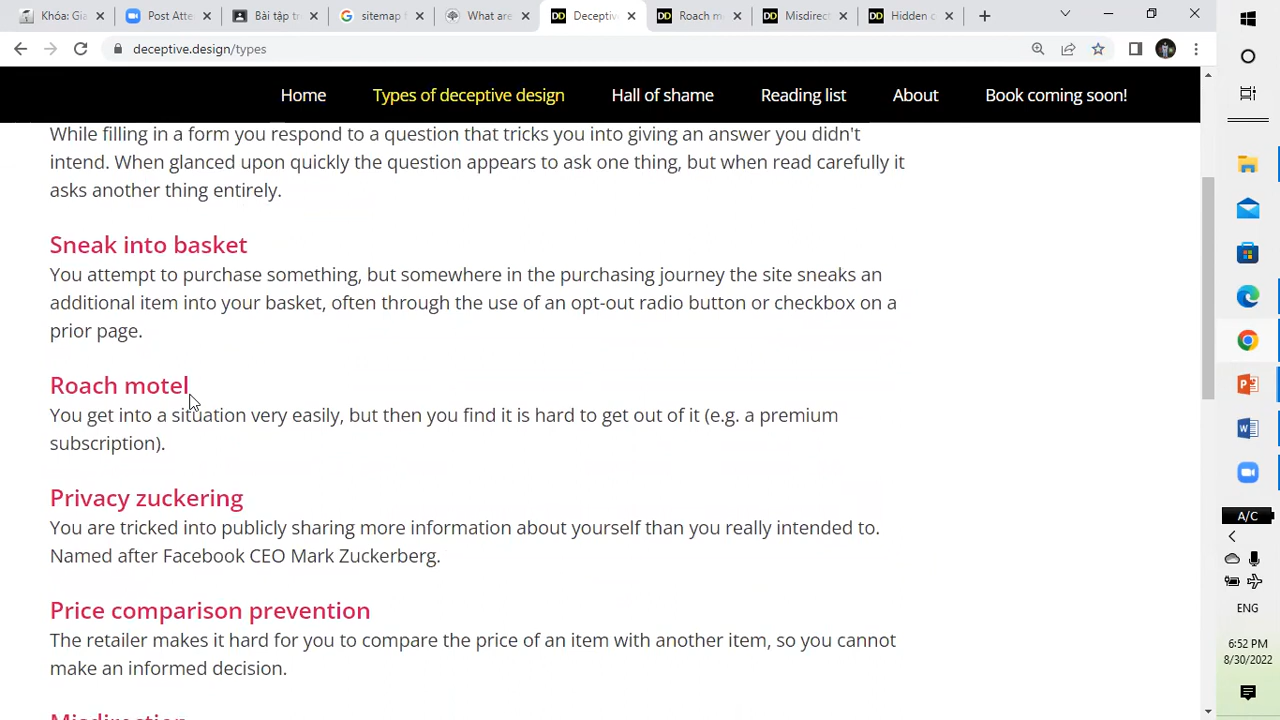 Khóa: Gi
Post Atte
Bài tập tr
sitemap
What are
Deceptiv
Roach m
Misdirec
Hidden c
deceptive.design/types
Home
Types of deceptive design
Hall of shame
Reading list
About
Book coming soon!
While filling in a form you respond to a question that tricks you into giving an answer you didn't
intend. When glanced upon quickly the question appears to ask one thing, but when read carefully it
asks another thing entirely.
Sneak into basket
You attempt to purchase something, but somewhere in the purchasing journey the site sneaks an
additional item into your basket, often through the use of an opt-out radio button or checkbox on a
prior page.
Roach motel
You get into a situation very easily, but then you find it is hard to get out of it (e.g. a premium
subscription).
Privacy zuckering
You are tricked into publicly sharing more information about yourself than you really intended to.
Named after Facebook CEO Mark Zuckerberg.
Price comparison prevention
The retailer makes it hard for you to compare the price of an item with another item, so you cannot
make an informed decision.
Misdirection
A/C
ENG
6:52 PM
8/30/2022